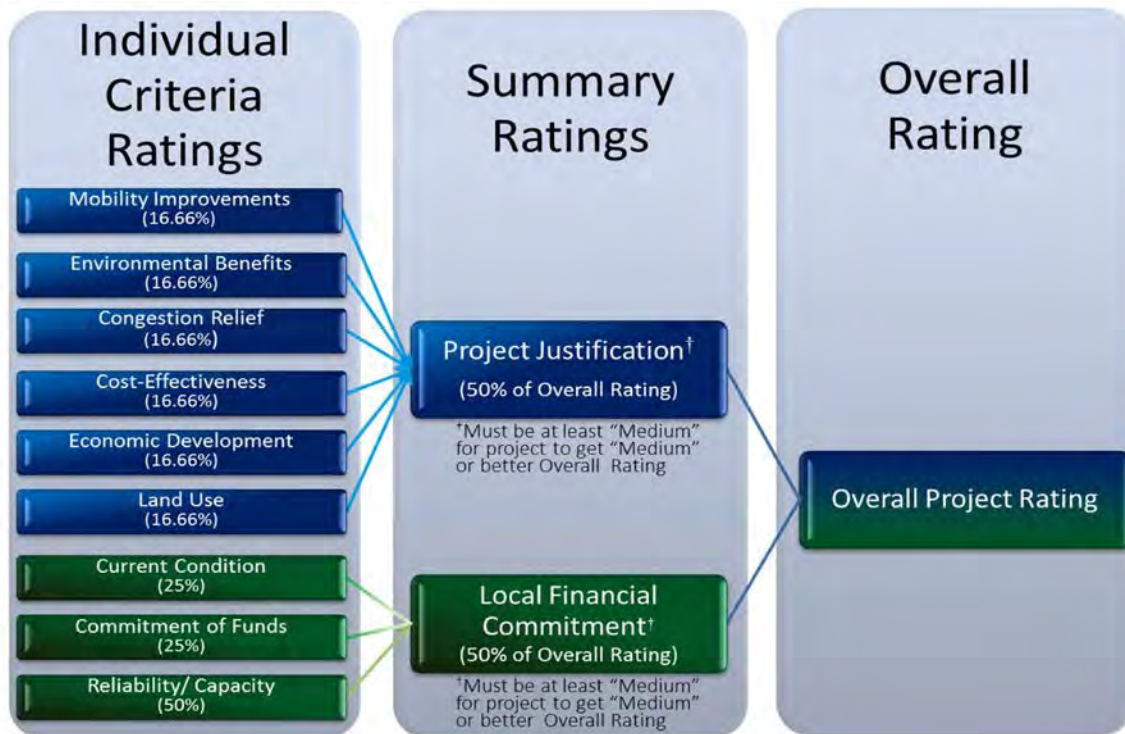 Individual
Criteria
Ratings
Mobility Improvements
(16.66%)
Environmental Benefits
(16.66%)
Congestion Relief
(16.66%)
Cost-Effectiveness
(16.66%)
Economic Development
(16.66%)
Land Use
(16.66%)
Current Condition
(25%)
Commitment of Funds
(25%)
Reliability/ Capacity
(50%)
Summary
Ratings
Project Justification†
(50% of Overall Rating)
†Must be at least “Medium”
for project to get “Medium”
or better Overall Rating
Local Financial
Commitment†
(50% of Overall Rating)
†Must be at least “Medium”
for project to get “Medium”
or better Overall Rating
Overall
Rating
Overall Project Rating